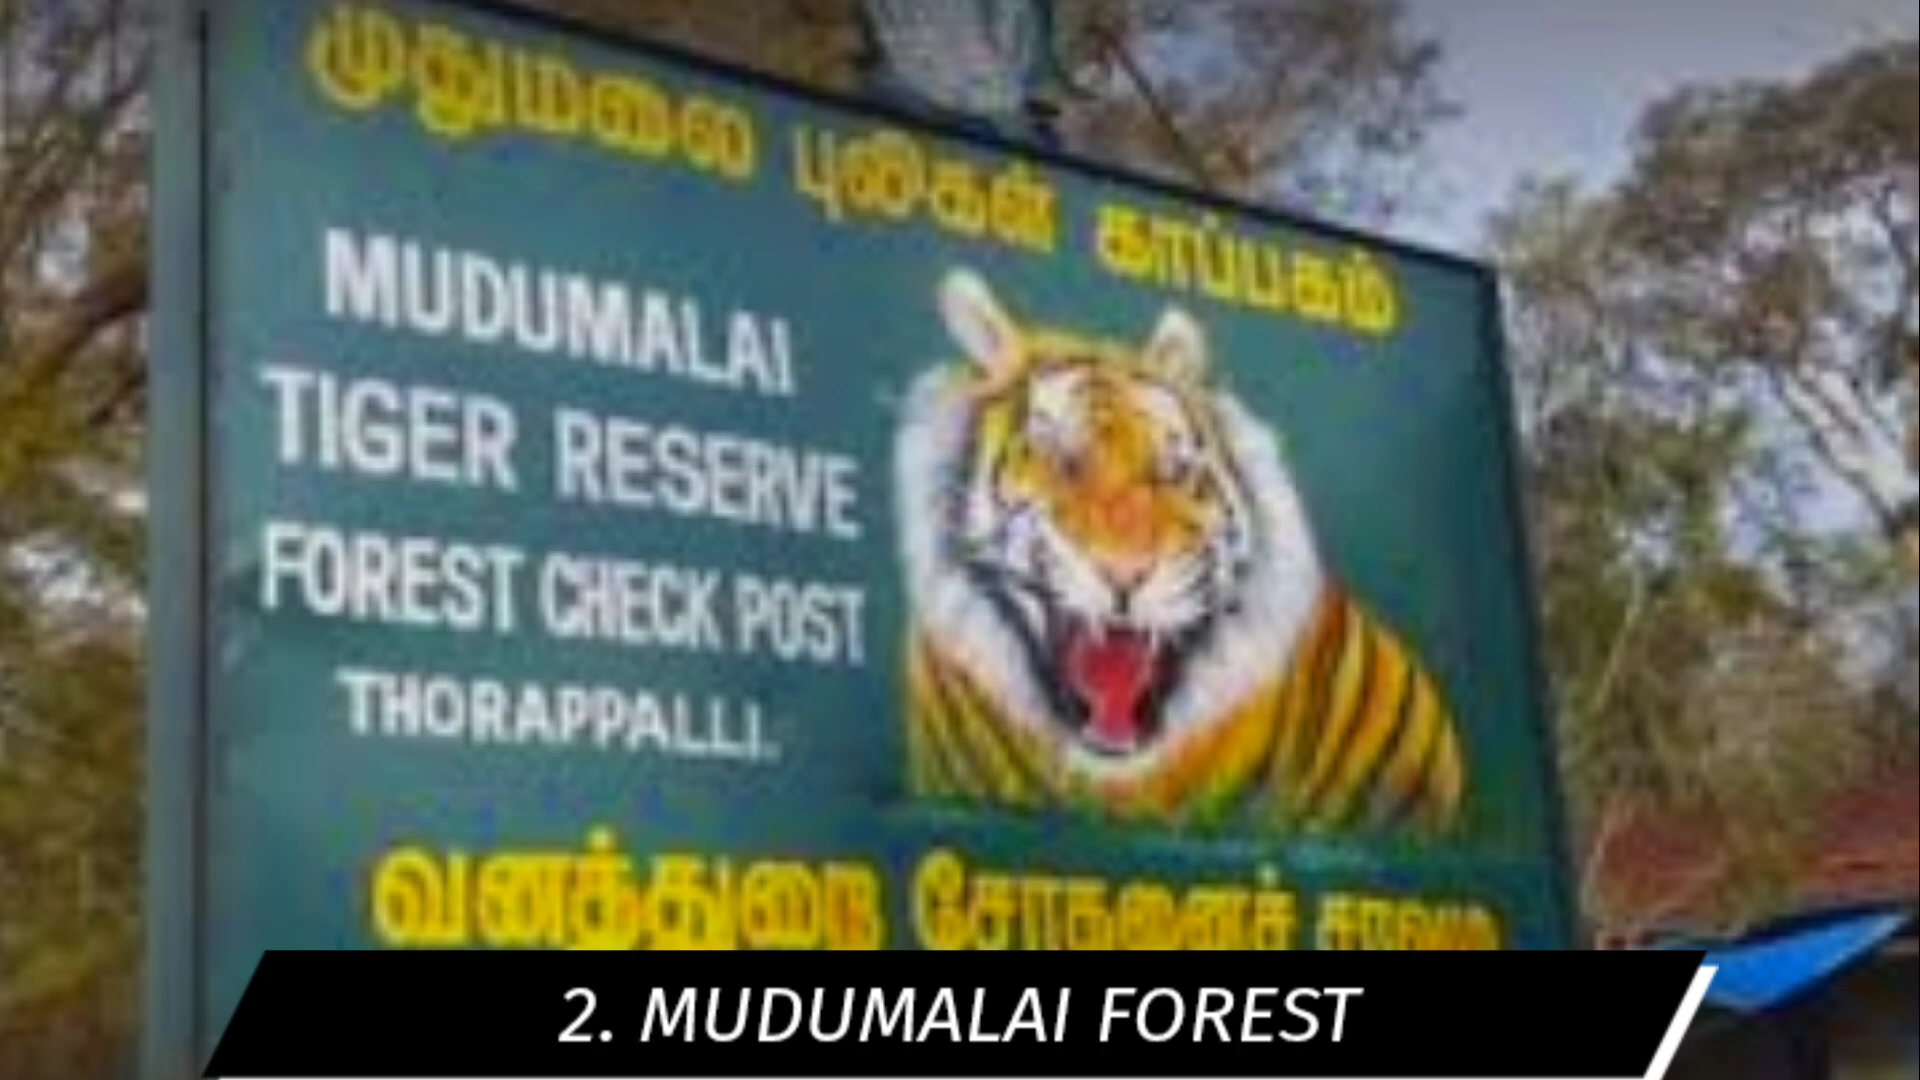 முதுமலை புலிகள் காப்பகம்
MUDUMALAI
TIGER RESERVE
FOREST CHECK POST
THORAPPALLI.
வனத்துறை சோதனைச்
2. MUDUMALAI FOREST